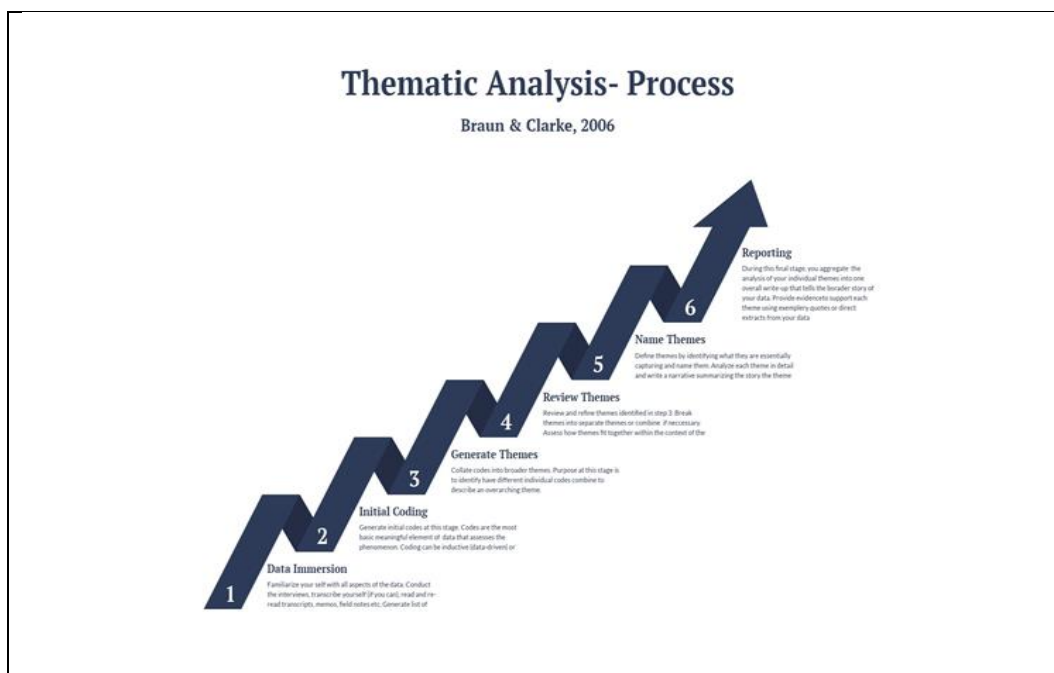 Thematic Analysis- Process
Braun & Clarke, 2006
Reporting
During this final stage, you aggregate the
analysis of your individual themes into one
overall write-up that tells the borader story of
your data. Provide evidenceto support each
theme using exemplery quotes or direct
extracts from your data
6
Name Themes
Define themes by identifying what they are essentially
capturing and name them. Analyze each theme in detail
and write a narrative summarizing the story the theme
5
Review Themes
Review and refine themes identified in step 3. Break
themes into separate themes or combine if neccessary.
Assess how themes fit together within the context of the
4
Generate Themes
Collate codes into broader themes. Purpose at this stage is
to identify have different individual codes combine to
describe an overarching theme.
3
Initial Coding
Generate initial codes at this stage. Codes are the most
basic meaningful element of data that assesses the
phenomenon. Coding can be inductive (data-driven) or
2
Data Immersion
Familiarize your self with all aspects of the data. Conduct
the interviews, transcribe yourself (if you can), read and re-
read transcripts, memos, field notes etc. Generate list of
1